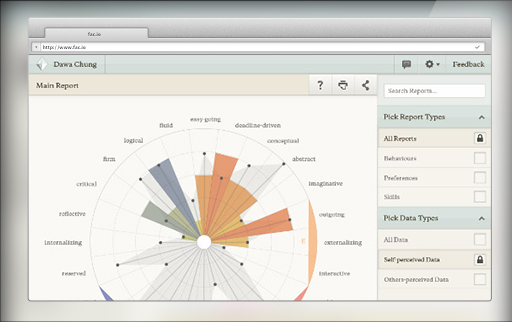 fac.io
http://www.fac.io
Dawa Chung
Feedback
Main Report
?
Search Reports...
Pick Report Types
All Reports
Behaviours
Preferences
Skills
Pick Data Types
All Data
Self perceived Data
Others-perceived Data
easy-going
fluid
deadline-driven
logical
conceptual
firm
abstract
critical
imaginative
reflective
outgoing
internalizing
E
externalizing
reserved
interactive